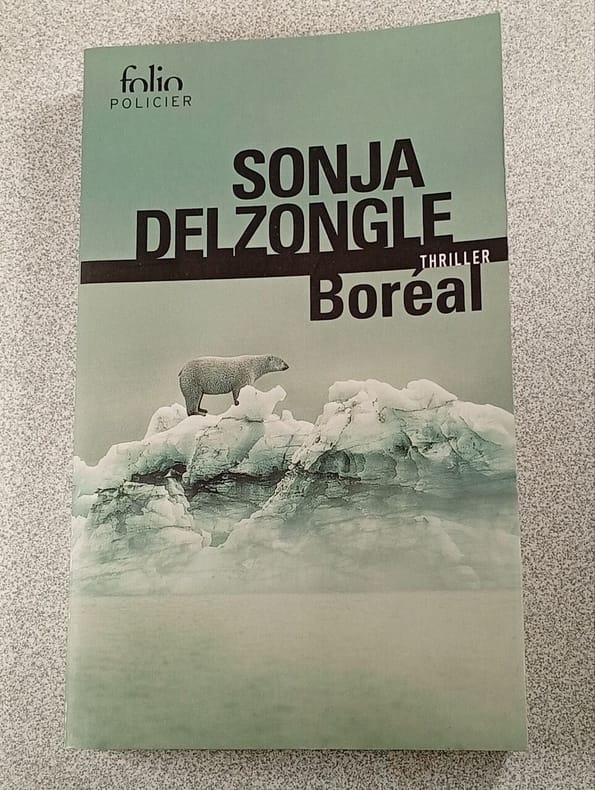 folio
POLICIER
SONJA
DELZONGLE
THRILLER
Boréal